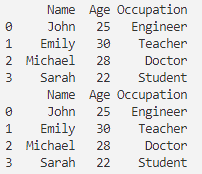 Name Age Occupation
0 John 25 Engineer
1 Emily 30 Teacher
2 Michael 28 Doctor
3 Sarah 22 Student
Name Age Occupation
0 John 25 Engineer
1 Emily 30 Teacher
2 Michael 28 Doctor
3 Sarah 22 Student